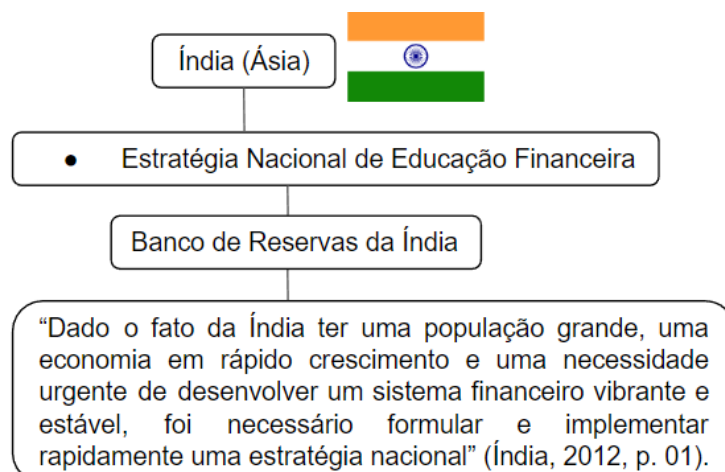 Índia (Ásia)
● Estratégia Nacional de Educação Financeira
Banco de Reservas da Índia
“Dado o fato da Índia ter uma população grande, uma
economia em rápido crescimento e uma necessidade
urgente de desenvolver um sistema financeiro vibrante e
estável, foi necessário formular e implementar
rapidamente uma estratégia nacional” (Índia, 2012, p. 01).